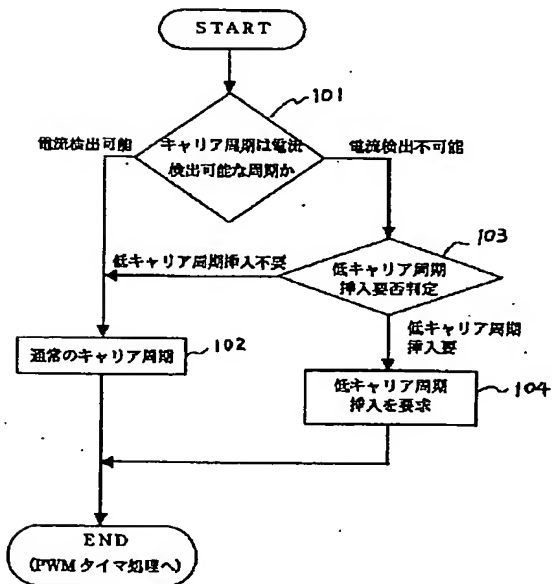 START
101
キャリア周期は電流
検出可能な周期か
電流検出可能
電流検出不可能
103
低キャリア周期
挿入要否判定
低キャリア周期挿入不要
低キャリア周期
挿入要
通常のキャリア周期
102
低キャリア周期
挿入を要求
104
END
(PWMタイマ処理へ)